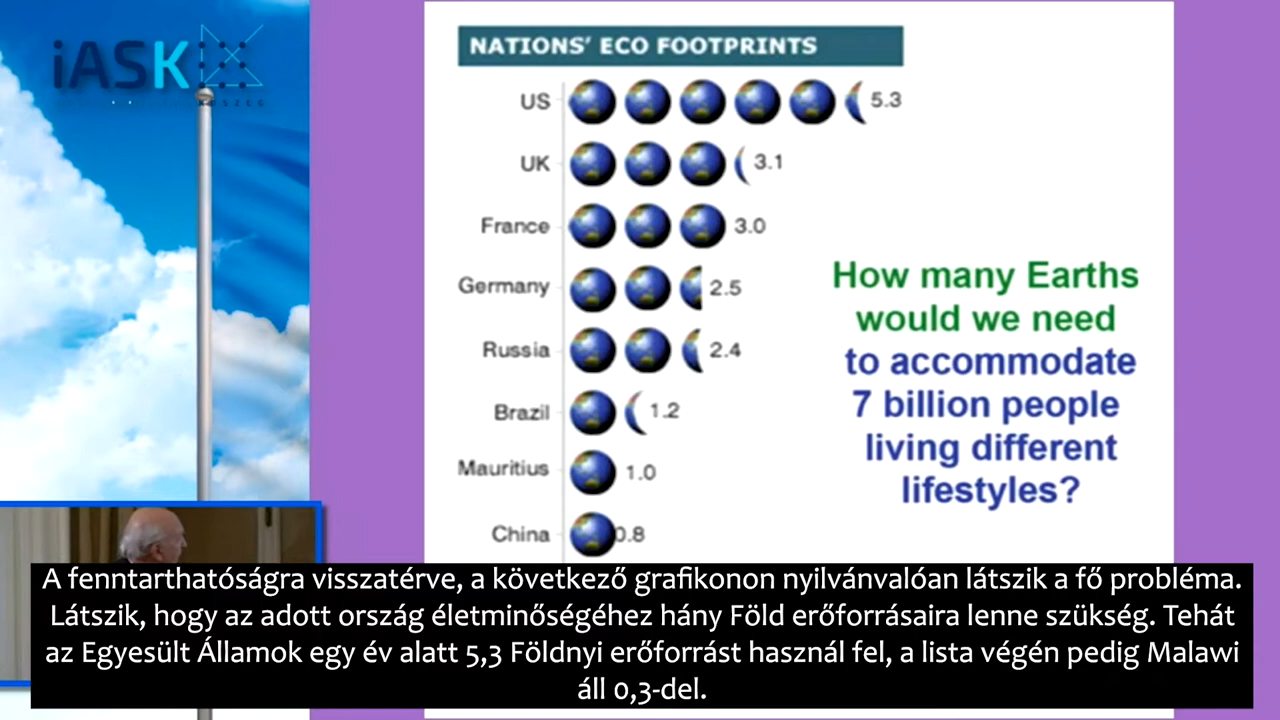 iASK
KŐSZEG
NATIONS' ECO FOOTPRINTS
US 5.3
UK 3.1
France 3.0
Germany 2.5
Russia 2.4
Brazil 1.2
Mauritius 1.0
China 0.8
How many Earths
would we need
to accommodate
7 billion people
living different
lifestyles?
A fenntarthatóságra visszatérve, a következő grafikonon nyilvánvalóan látszik a fő probléma.
Látszik, hogy az adott ország életminőségéhez hány Föld erőforrásaira lenne szükség. Tehát
az Egyesült Államok egy év alatt 5,3 Földnyi erőforrást használ fel, a lista végén pedig Malawi
áll 0,3-del.